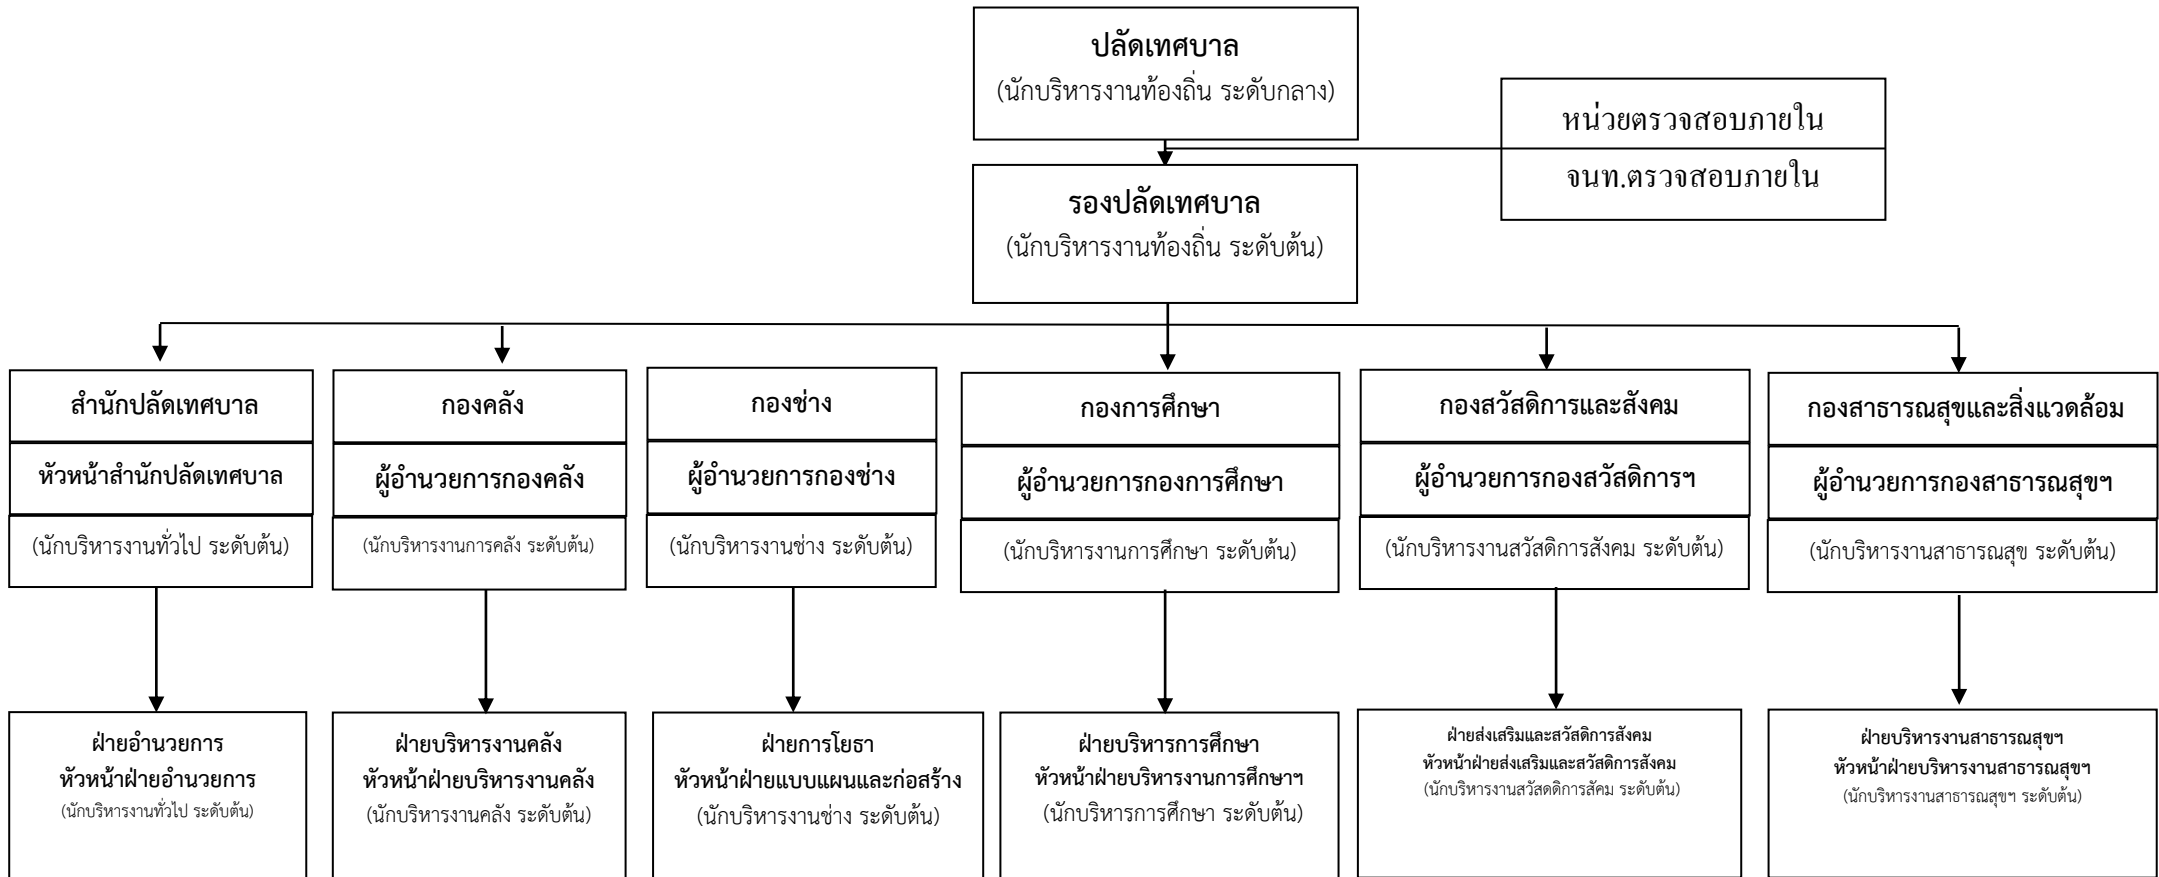 ปลัดเทศบาล
(นักบริหารงานท้องถิ่น ระดับกลาง)
หน่วยตรวจสอบภายใน
จนท.ตรวจสอบภายใน
รองปลัดเทศบาล
(นักบริหารงานท้องถิ่น ระดับต้น)
สำนักปลัดเทศบาล
หัวหน้าสำนักปลัดเทศบาล
(นักบริหารงานทั่วไป ระดับต้น)
กองคลัง
ผู้อำนวยการกองคลัง
(นักบริหารงานการคลัง ระดับต้น)
กองช่าง
ผู้อำนวยการกองช่าง
(นักบริหารงานช่าง ระดับต้น)
กองการศึกษา
ผู้อำนวยการกองการศึกษา
(นักบริหารงานการศึกษา ระดับต้น)
กองสวัสดิการและสังคม
ผู้อำนวยการกองสวัสดิการฯ
(นักบริหารงานสวัสดิการสังคม ระดับต้น)
กองสาธารณสุขและสิ่งแวดล้อม
ผู้อำนวยการกองสาธารณสุขฯ
(นักบริหารงานสาธารณสุข ระดับต้น)
ฝ่ายอำนวยการ
หัวหน้าฝ่ายอำนวยการ
(นักบริหารงานทั่วไป ระดับต้น)
ฝ่ายบริหารงานคลัง
หัวหน้าฝ่ายบริหารงานคลัง
(นักบริหารงานคลัง ระดับต้น)
ฝ่ายการโยธา
หัวหน้าฝ่ายแบบแผนและก่อสร้าง
(นักบริหารงานช่าง ระดับต้น)
ฝ่ายบริหารการศึกษา
หัวหน้าฝ่ายบริหารงานการศึกษาฯ
(นักบริหารการศึกษา ระดับต้น)
ฝ่ายส่งเสริมและสวัสดิการสังคม
หัวหน้าฝ่ายส่งเสริมและสวัสดิการสังคม
(นักบริหารงานสวัสดดิการสัคม ระดับต้น)
ฝ่ายบริหารงานสาธารณสุขฯ
หัวหน้าฝ่ายบริหารงานสาธารณสุขฯ
(นักบริหารงานสาธารณสุขฯ ระดับต้น)